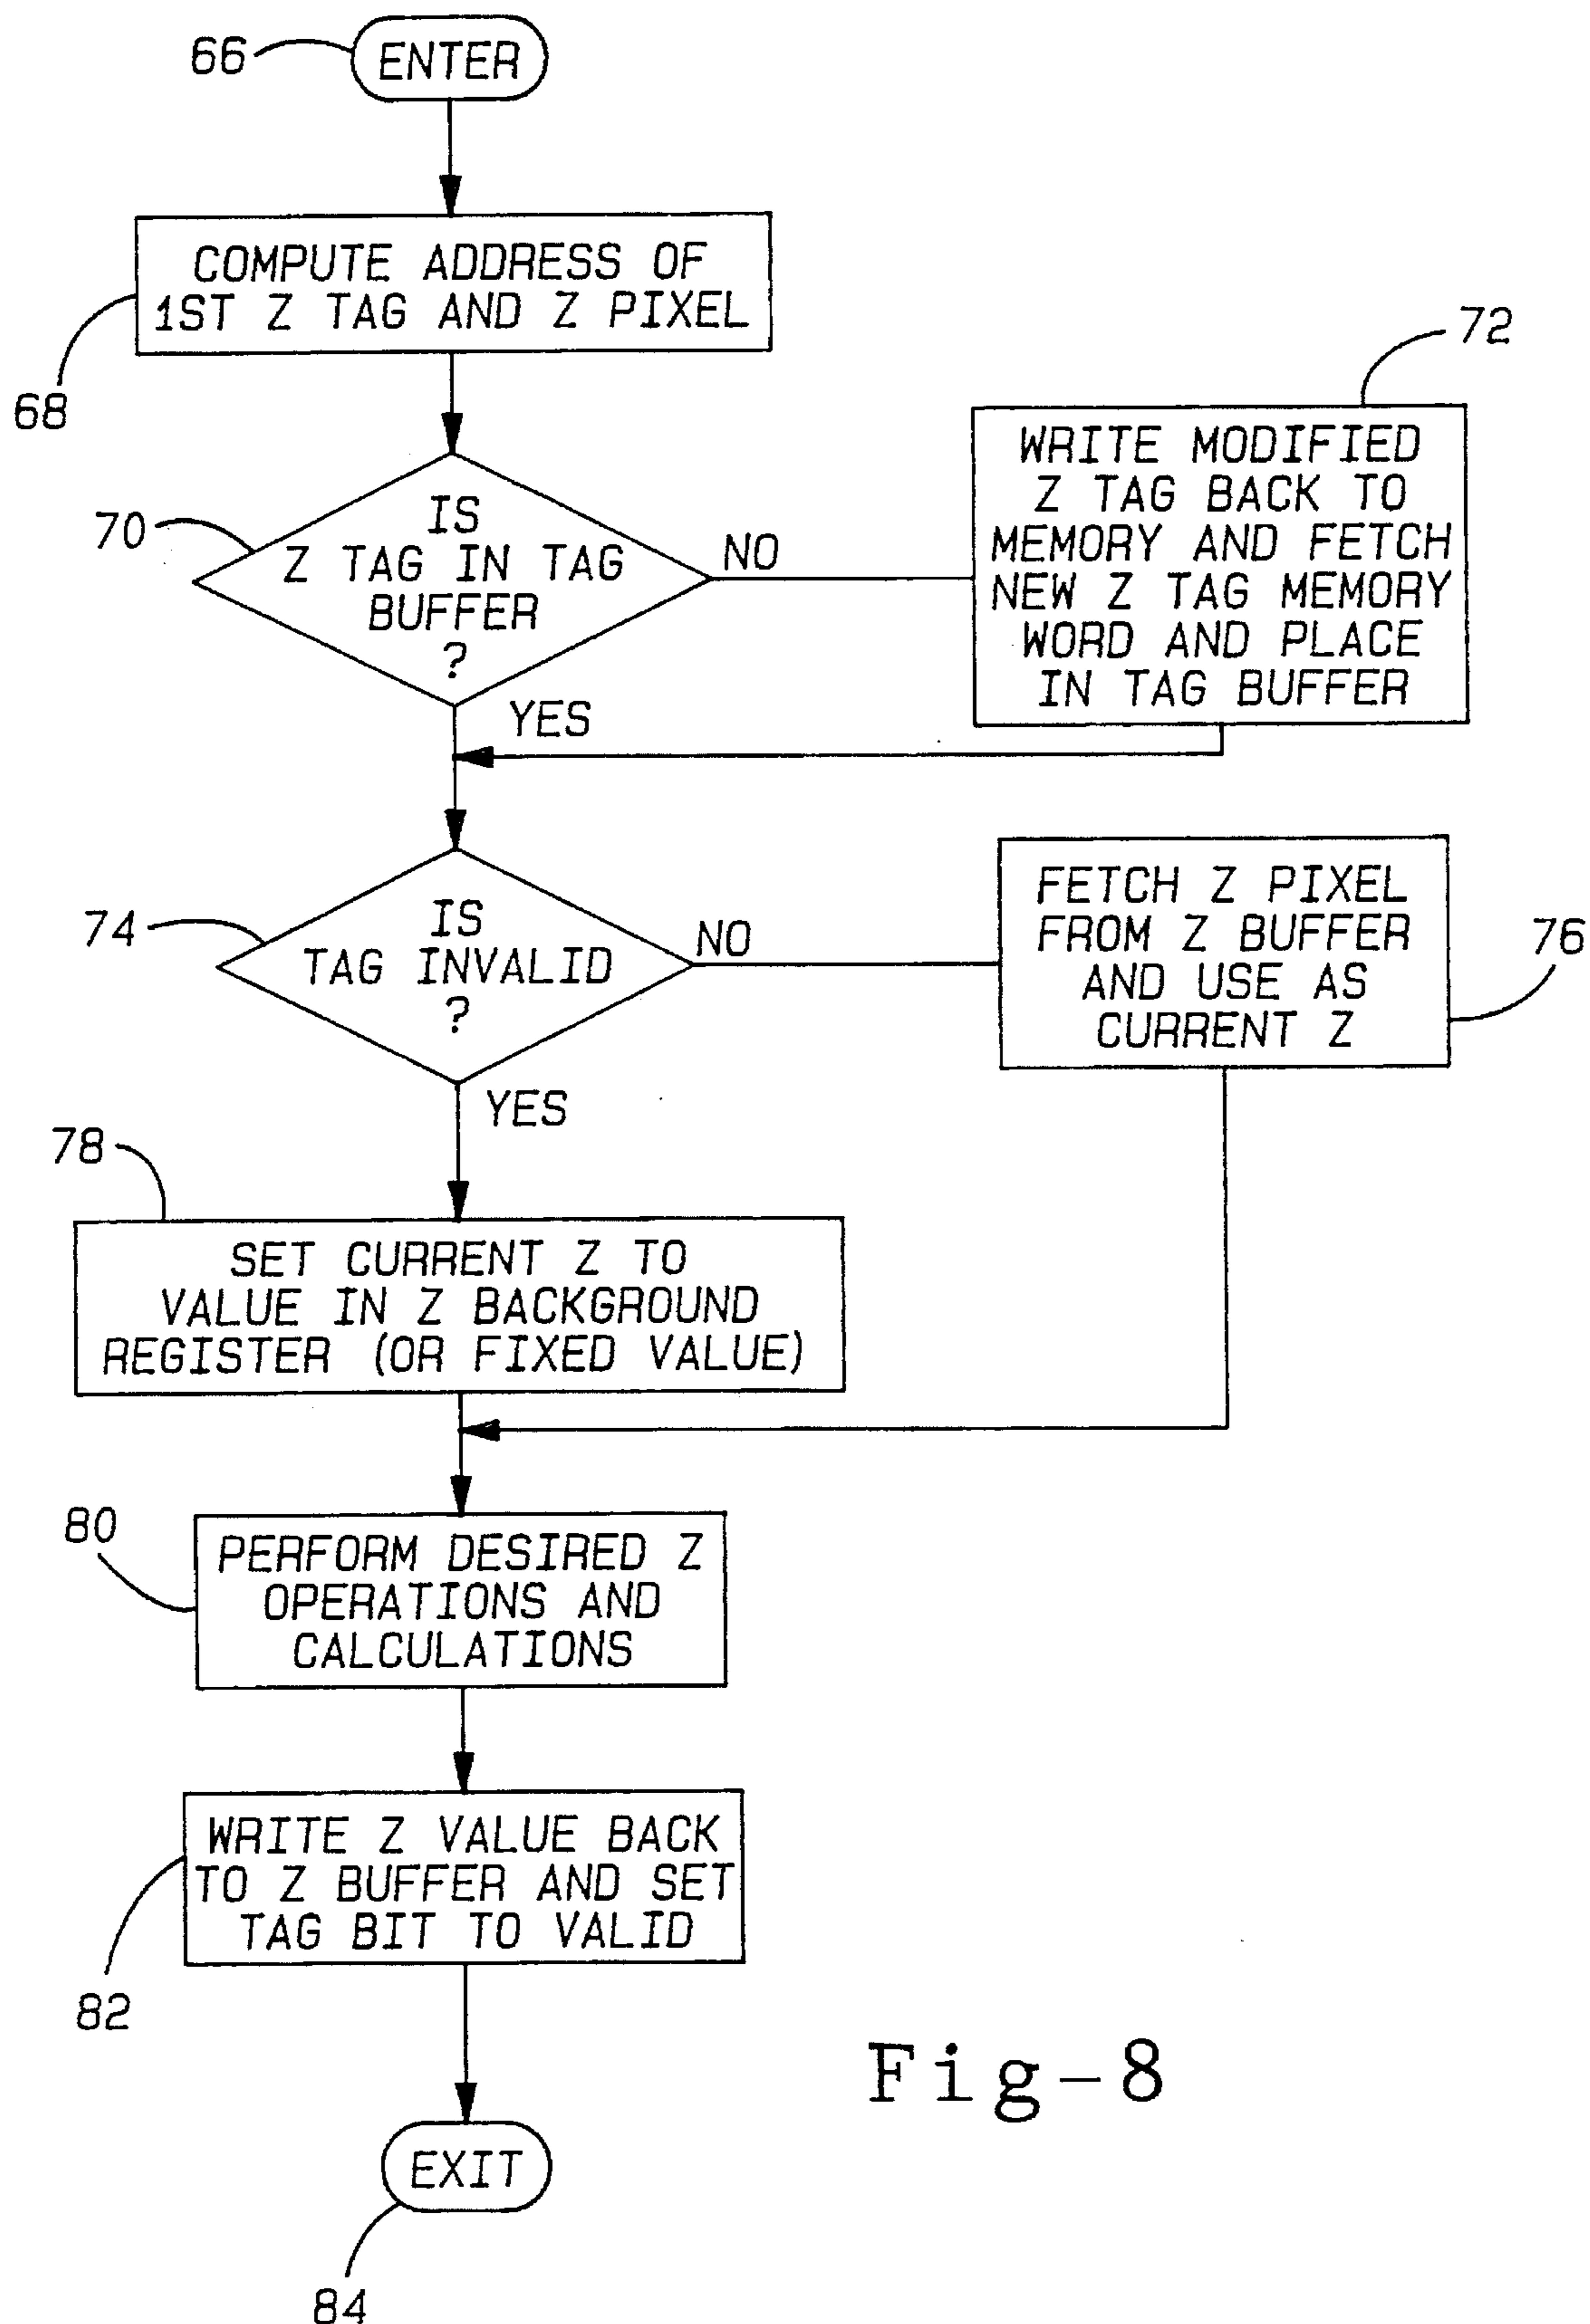 66
ENTER
COMPUTE ADDRESS OF
1ST Z TAG AND Z PIXEL
68
72
WRITE MODIFIED
Z TAG BACK TO
MEMORY AND FETCH
NEW Z TAG MEMORY
WORD AND PLACE
IN TAG BUFFER
70
IS
Z TAG IN TAG
BUFFER
?
NO
YES
74
IS
TAG INVALID
?
NO
FETCH Z PIXEL
FROM Z BUFFER
AND USE AS
CURRENT Z
76
YES
78
SET CURRENT Z TO
VALUE IN Z BACKGROUND
REGISTER (OR FIXED VALUE)
80
PERFORM DESIRED Z
OPERATIONS AND
CALCULATIONS
WRITE Z VALUE BACK
TO Z BUFFER AND SET
TAG BIT TO VALID
82
Fig-8
EXIT
84